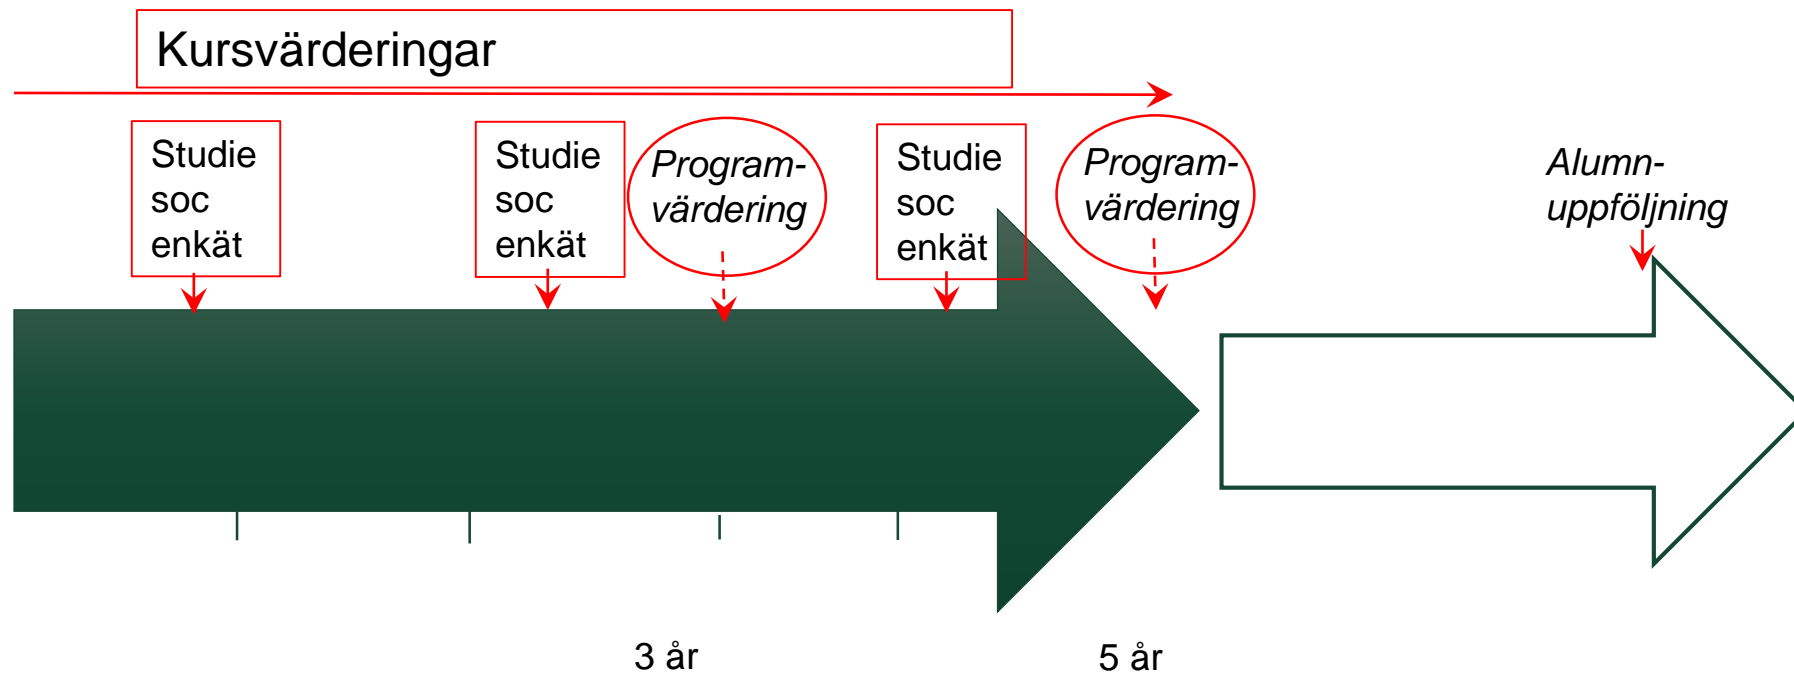 Kursvärderingar
Studie
soc
enkät
Studie
soc
enkät
Program-
värdering
Studie
soc
enkät
Program-
värdering
Alumn-
uppföljning
3 år
5 år